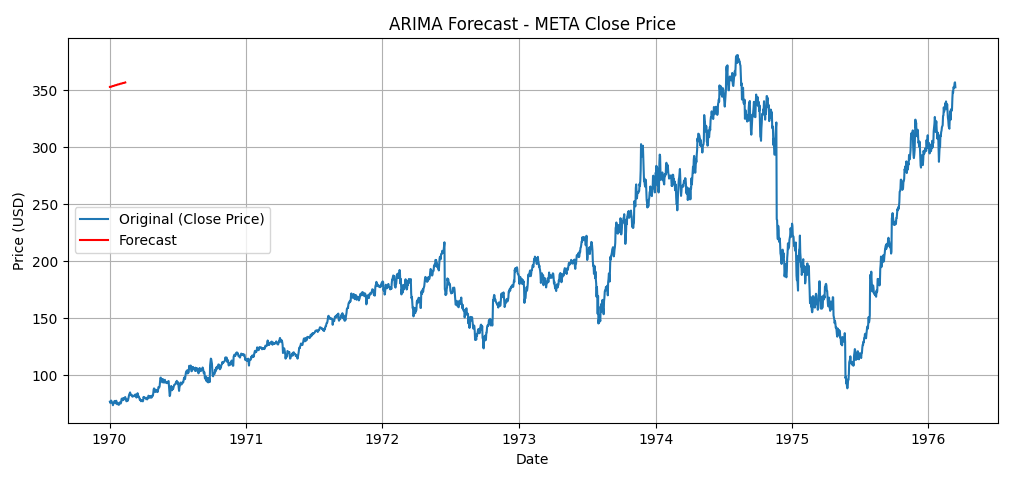 ARIMA Forecast - META Close Price
Price (USD)
350
300
250
200
150
100
Original (Close Price)
Forecast
1970 1971 1972 1973 1974 1975 1976
Date